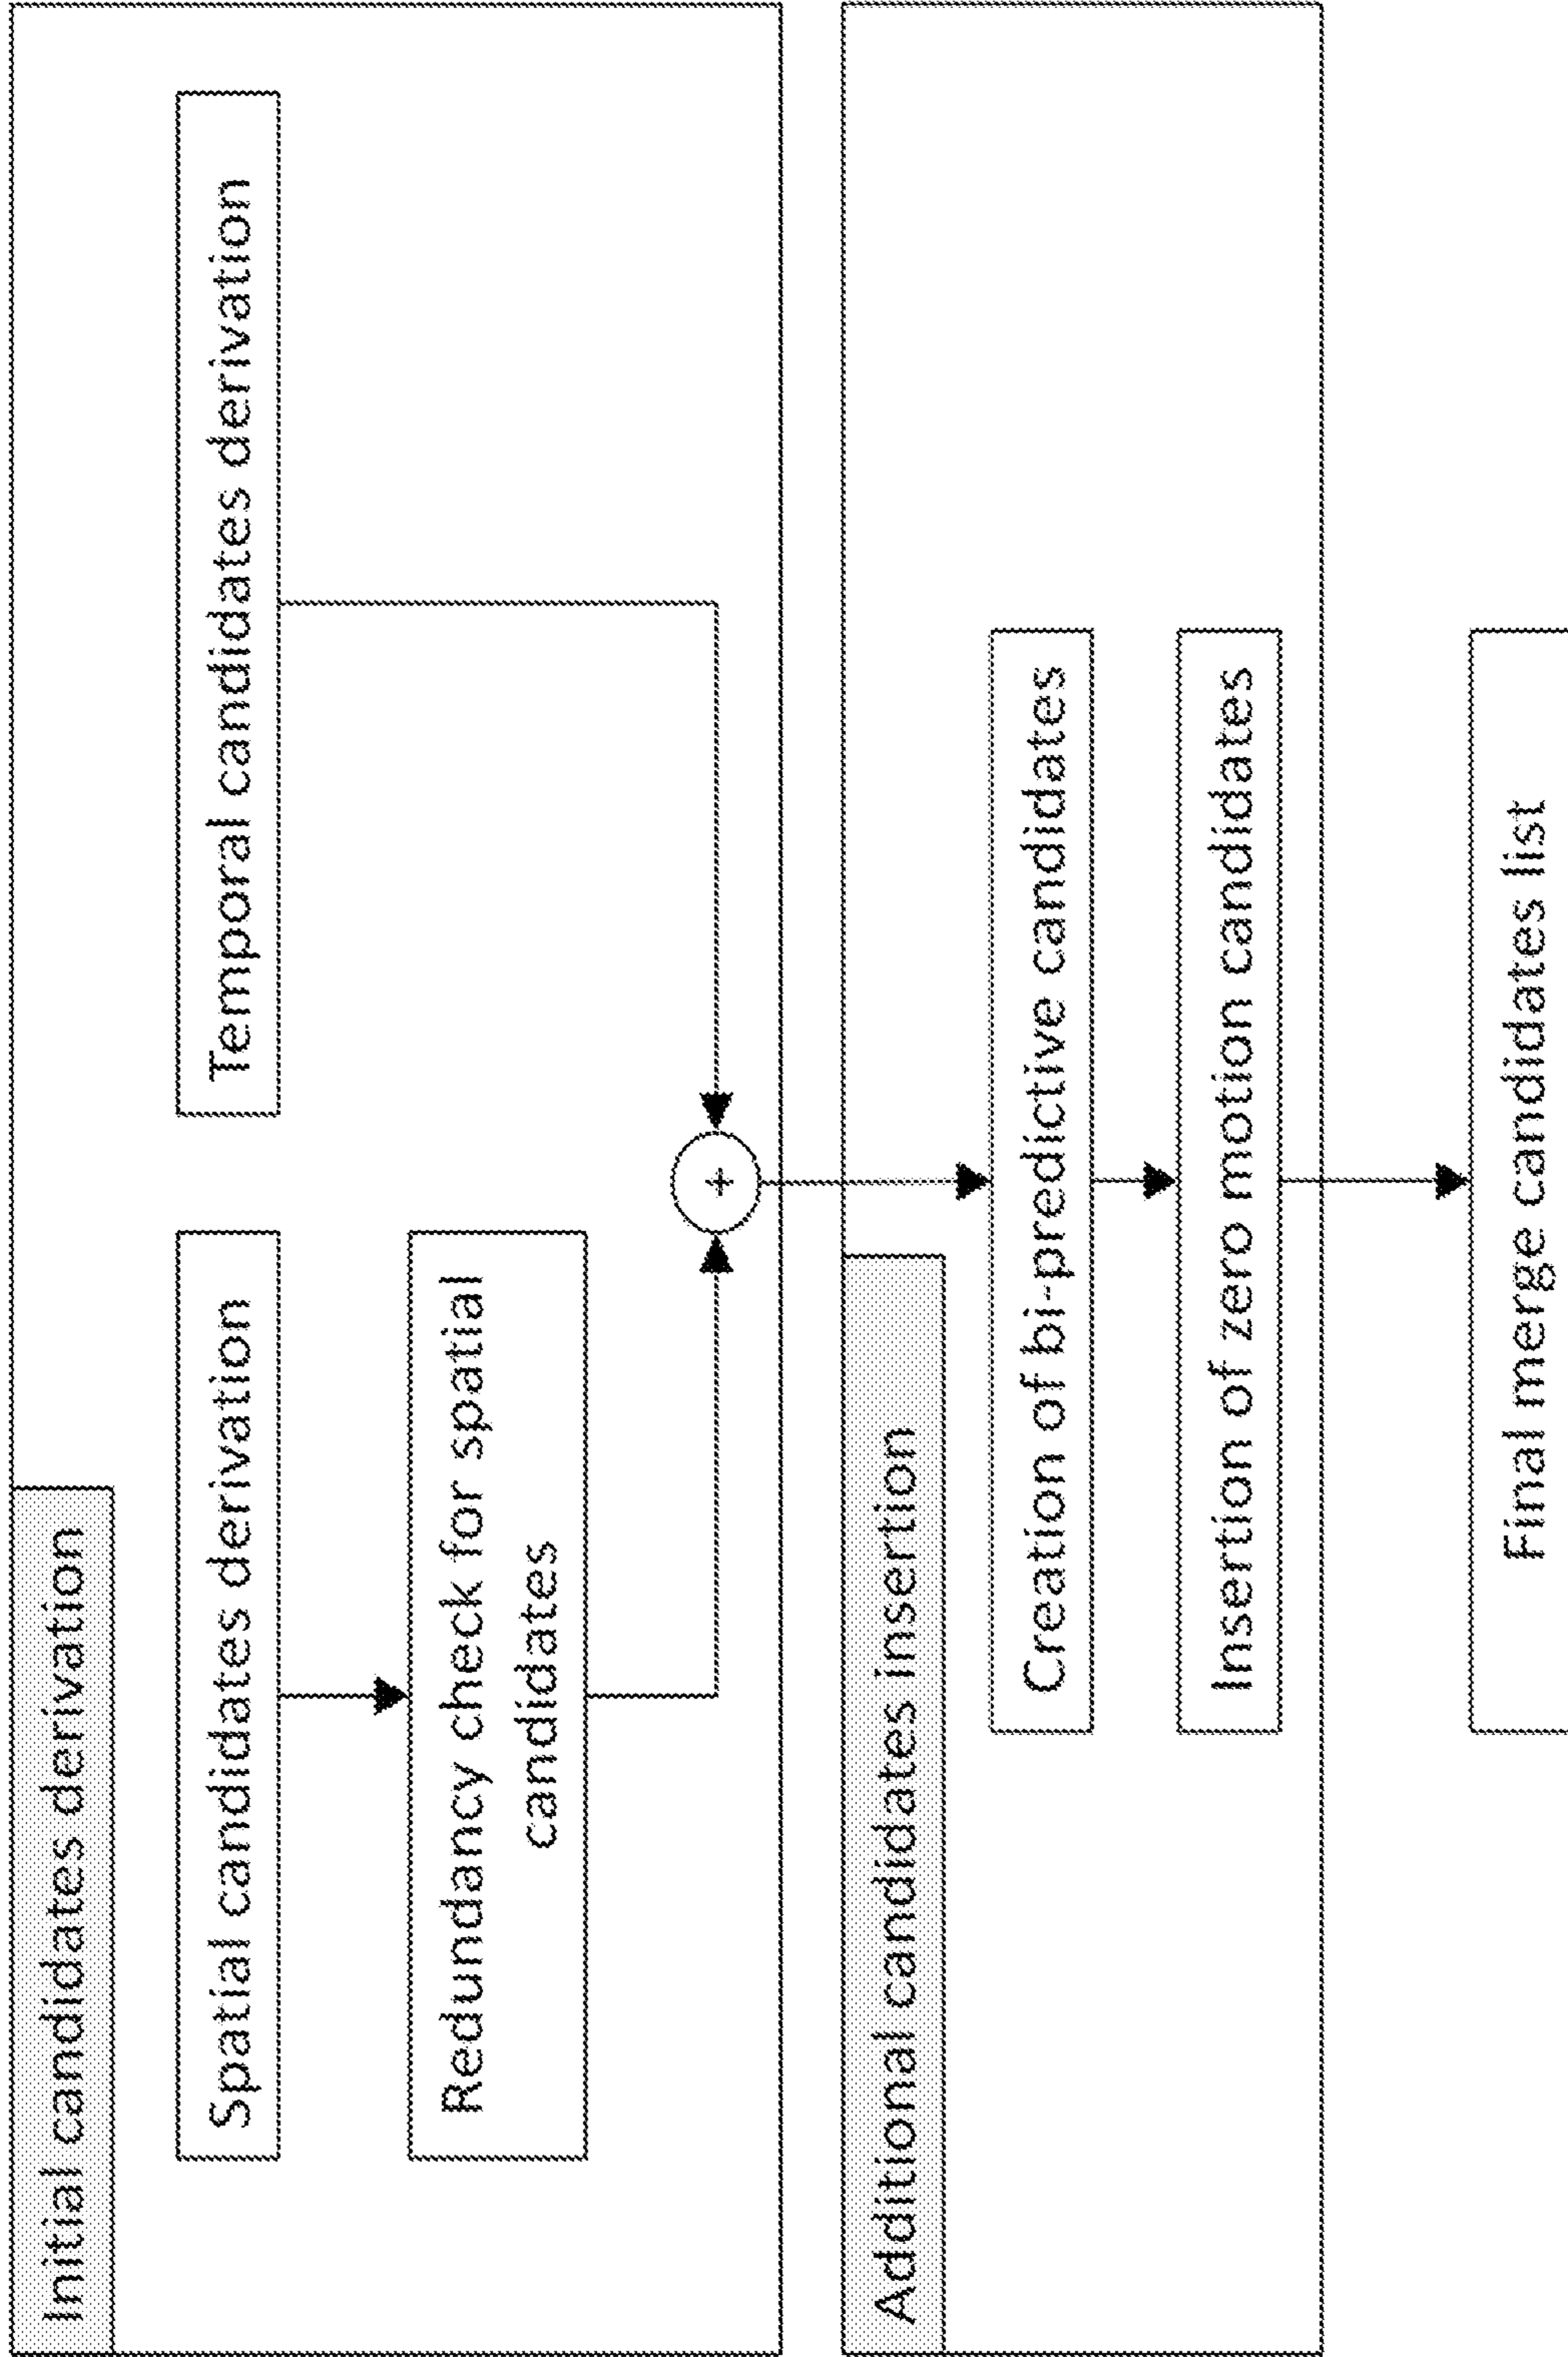 Initial candidates derivation
Spatial candidates derivation
Temporal candidates derivation
Redundancy check for spatial
candidates
+
Additional candidates insertion
Creation of bi-predictive candidates
Insertion of zero motion candidates
Final merge candidates list